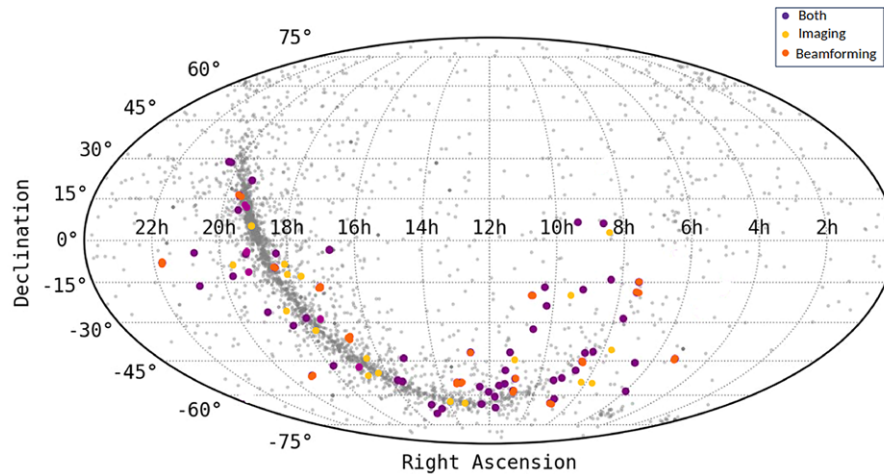 Both
Imaging
Beamforming
75°
60°
45°
30°
15°
0°
-15°
-30°
-45°
-60°
-75°
22h 20h 18h 16h 14h 12h 10h 8h 6h 4h 2h
Declination
Right Ascension